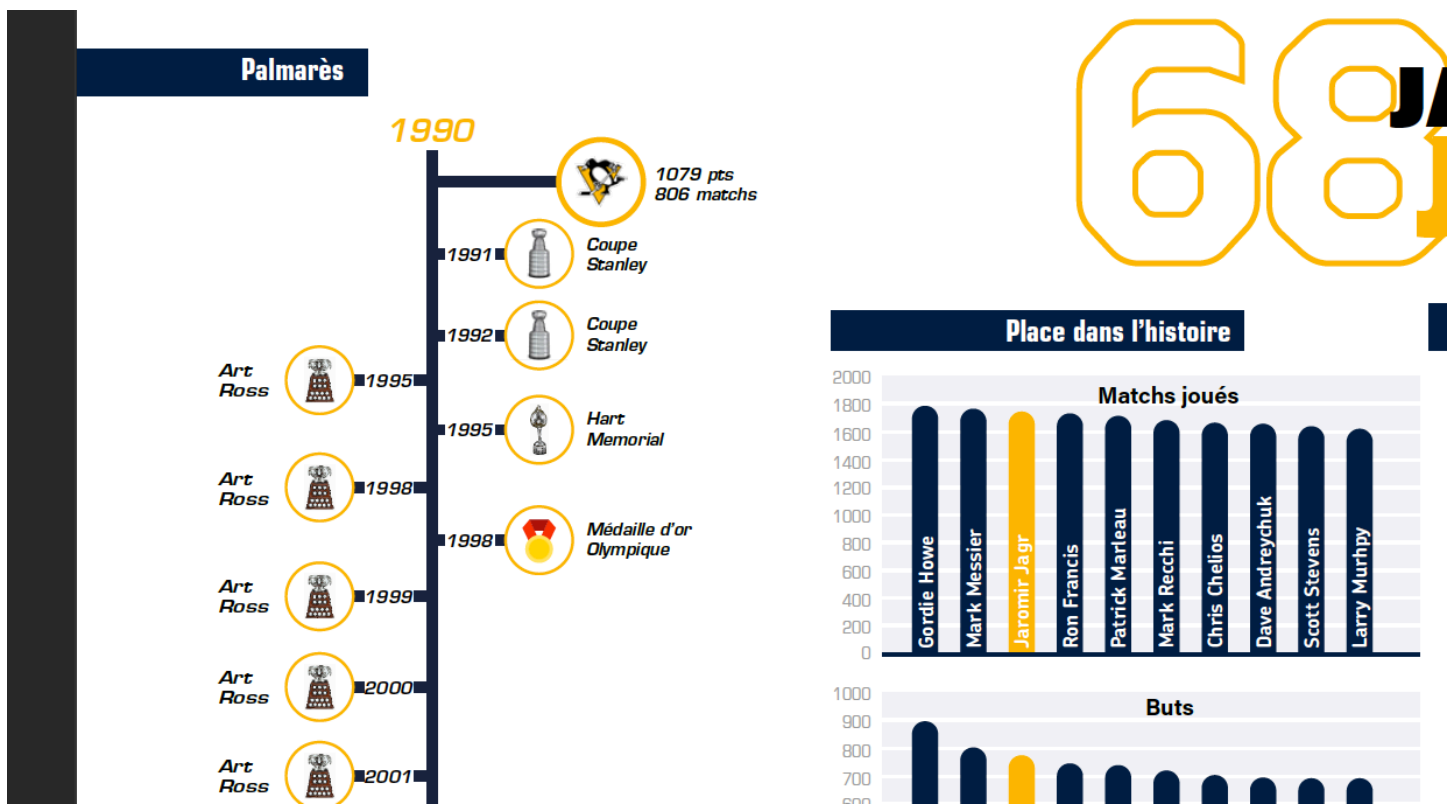 Palmarès
1990
1079 pts
806 matchs
1991
Coupe
Stanley
1992
Coupe
Stanley
Art
Ross
1995
1995
Hart
Memorial
Art
Ross
1998
1998
Médaille d'or
Olympique
Art
Ross
1999
Art
Ross
2000
Art
Ross
2001
68
JA
J
Place dans l'histoire
Matchs joués
2000
1800
1600
1400
1200
1000
800
600
400
200
0
Gordie Howe
Mark Messier
Jaromir Jagr
Ron Francis
Patrick Marleau
Mark Recchi
Chris Chelios
Dave Andreychuk
Scott Stevens
Larry Murhpy
Buts
1000
900
800
700
600